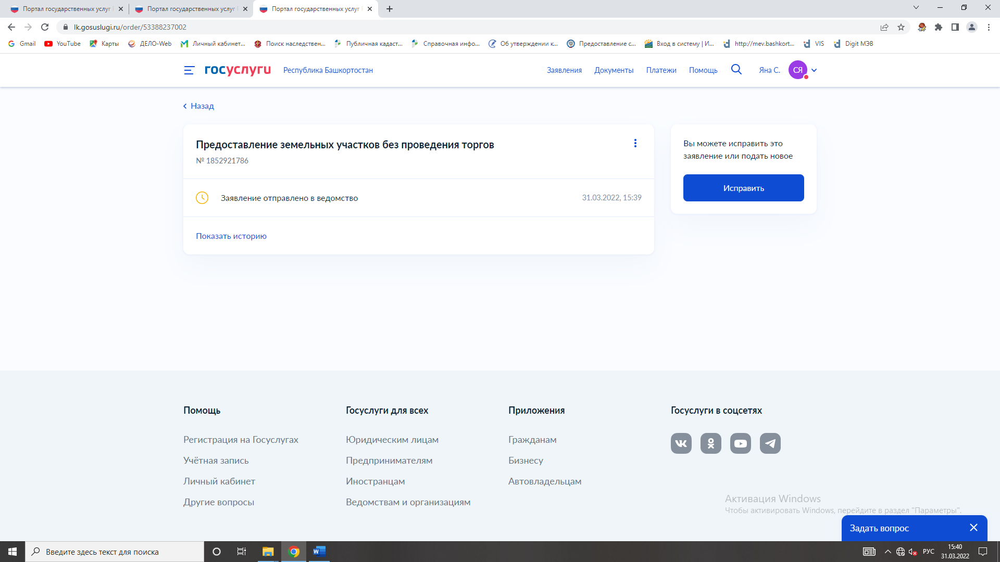 Портал государственных услуг
Портал государственных услуг
Портал государственных услуг
lk.gosuslugi.ru/order/53388237002
Gmail
YouTube
Карты
ДЕЛО-Web
Личный кабинет...
Поиск наследствен...
Публичная кадаст...
Справочная инфо...
Об утверждении к...
Предоставление с...
Вход в систему | И...
http://mev.bashkort...
VIS
Digit МЭВ
госуслуги
Республика Башкортостан
Заявления
Документы
Платежи
Помощь
Яна С.
СЯ
Назад
Предоставление земельных участков без проведения торгов
№ 1852921786
Заявление отправлено в ведомство
31.03.2022, 15:39
Показать историю
Вы можете исправить это
заявление или подать новое
Исправить
Помощь
Регистрация на Госуслугах
Учётная запись
Личный кабинет
Другие вопросы
Госуслуги для всех
Юридическим лицам
Предпринимателям
Иностранцам
Ведомствам и организациям
Приложения
Гражданам
Бизнесу
Автовладельцам
Госуслуги в соцсетях
Активация Windows
Чтобы активировать Windows, перейдите в раздел "Параметры".
Задать вопрос
Введите здесь текст для поиска
РУС
15:40
31.03.2022